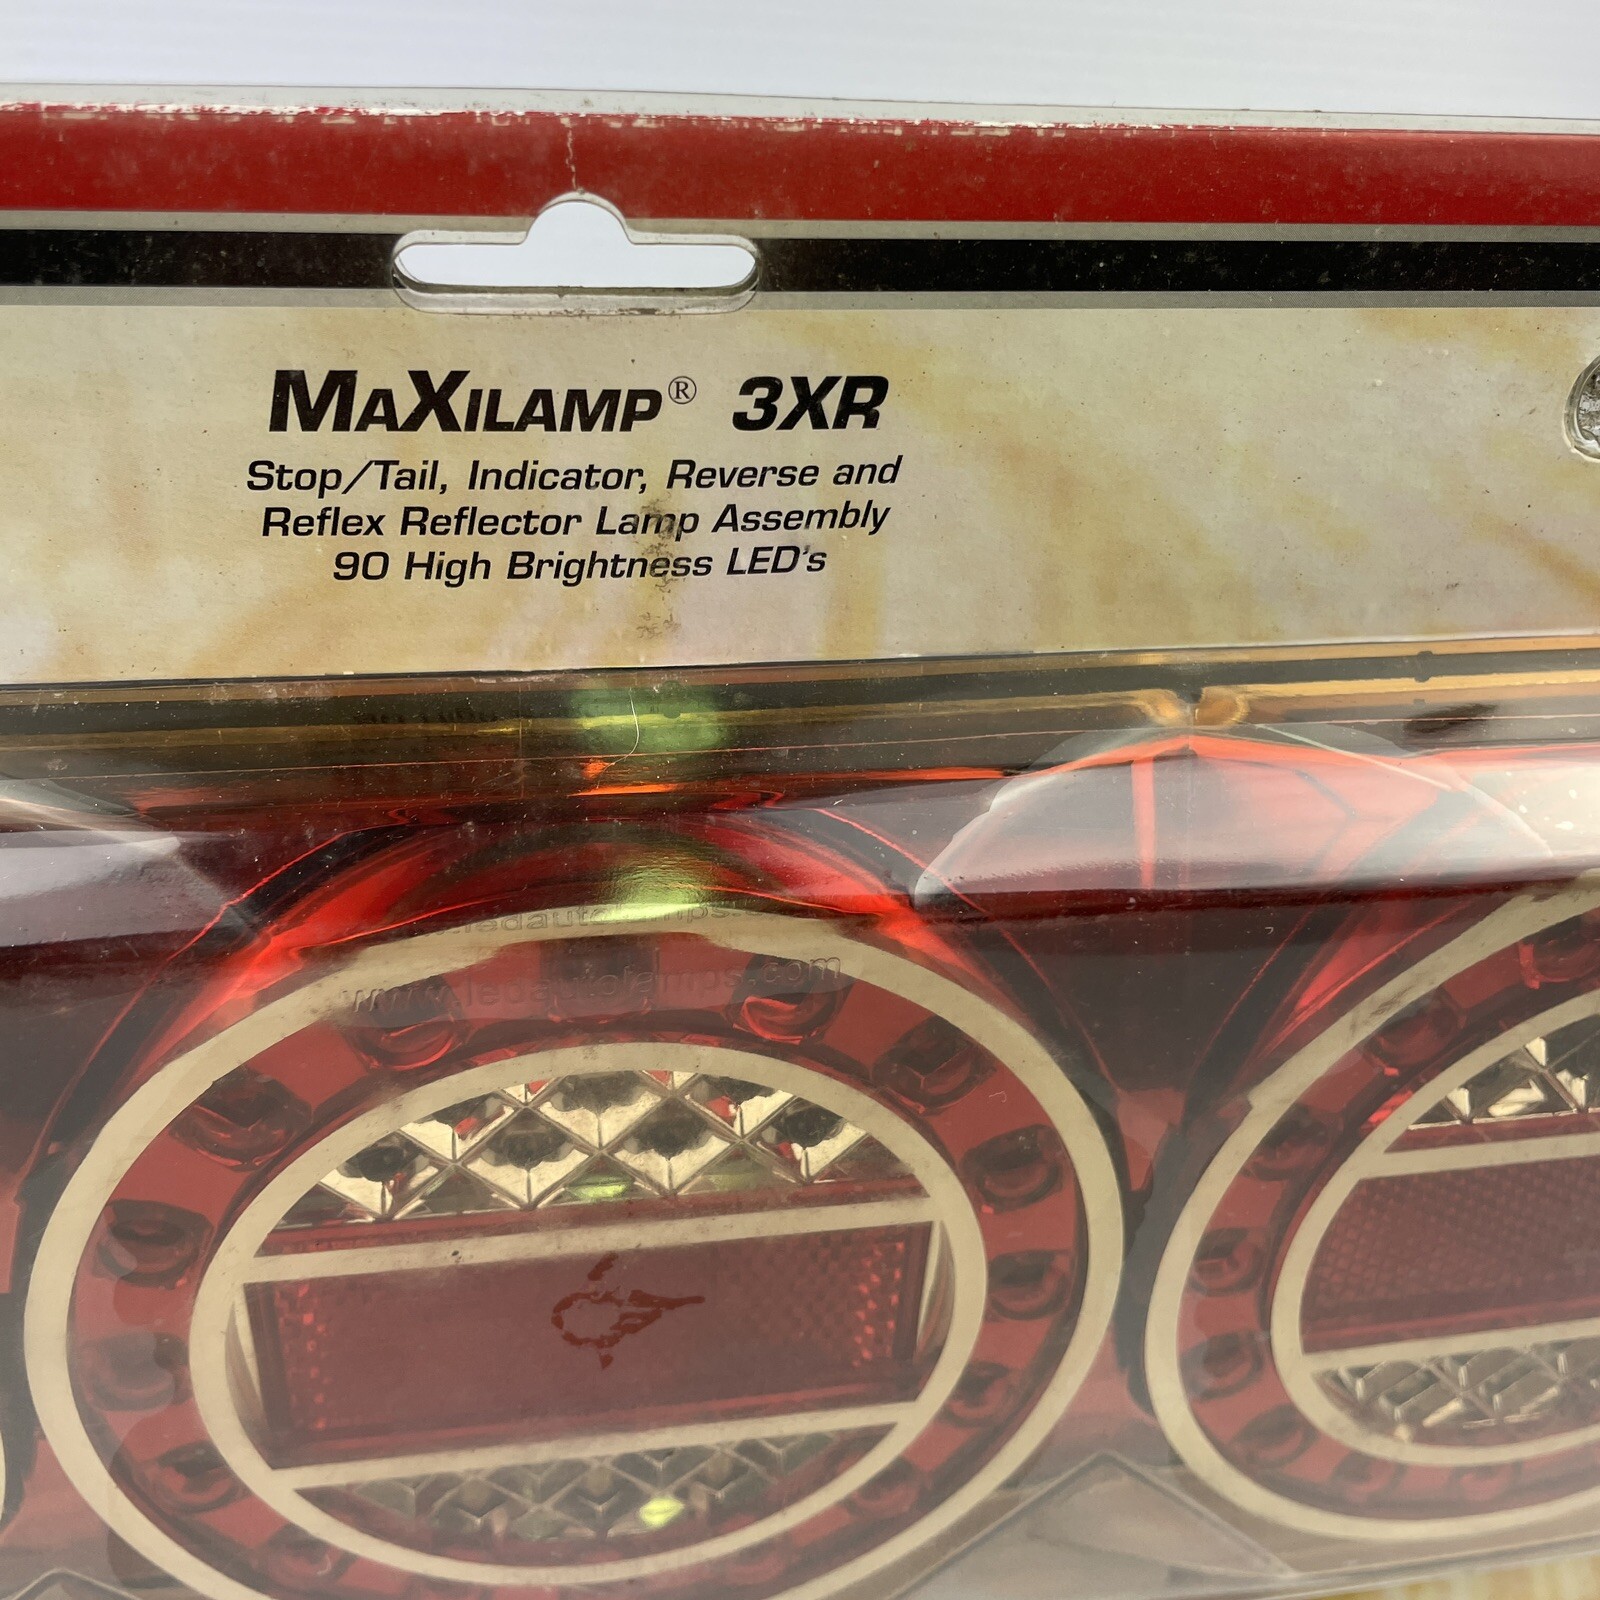 MAXILAMP® 3XR
Stop/Tail, Indicator, Reverse and
Reflex Reflector Lamp Assembly
90 High Brightness LED's
www.ledautolamps.com